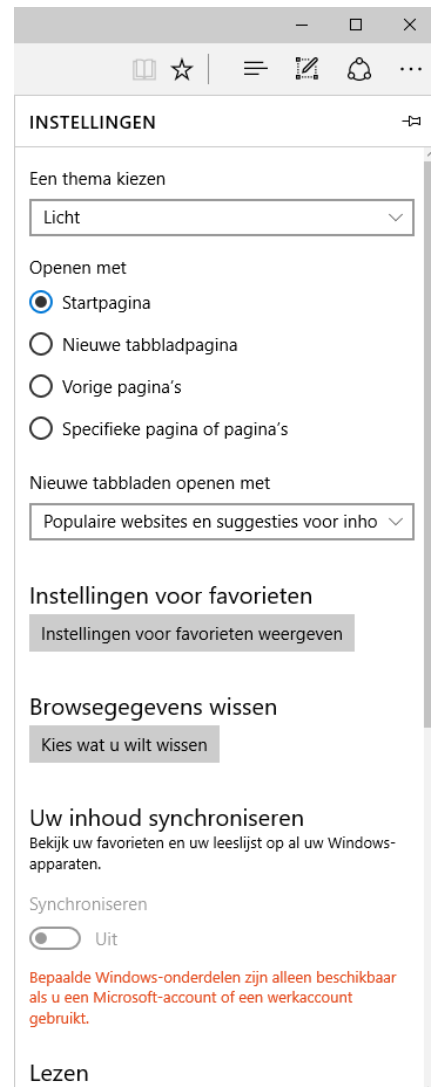 INSTELLINGEN
Een thema kiezen
Licht
Openen met
Startpagina
Nieuwe tabbladpagina
Vorige pagina's
Specifieke pagina of pagina's
Nieuwe tabbladen openen met
Populaire websites en suggesties voor inho
Instellingen voor favorieten
Instellingen voor favorieten weergeven
Browsegegevens wissen
Kies wat u wilt wissen
Uw inhoud synchroniseren
Bekijk uw favorieten en uw leeslijst op al uw Windows-
apparaten.
Synchroniseren
Uit
Bepaalde Windows-onderdelen zijn alleen beschikbaar
als u een Microsoft-account of een werkaccount
gebruikt.
Lezen